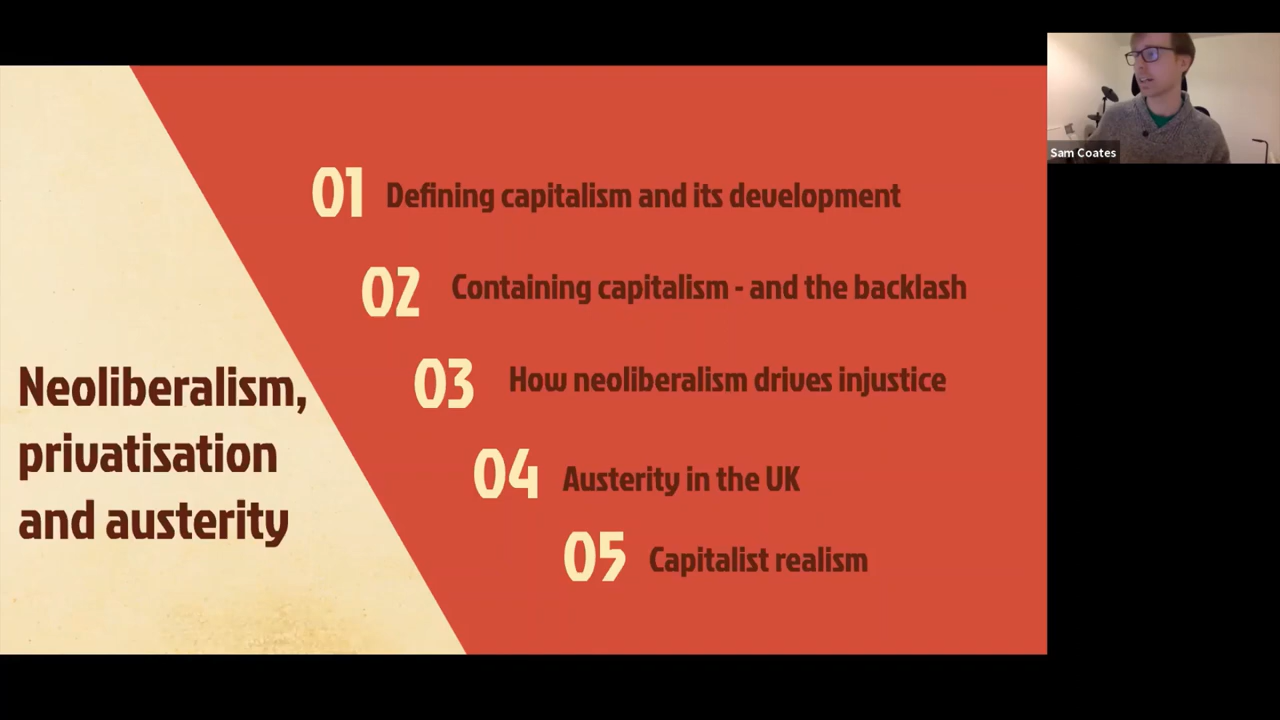 Neoliberalism,
privatisation
and austerity
01 Defining capitalism and its development
02 Containing capitalism - and the backlash
03 How neoliberalism drives injustice
04 Austerity in the UK
05 Capitalist realism
Sam Coates